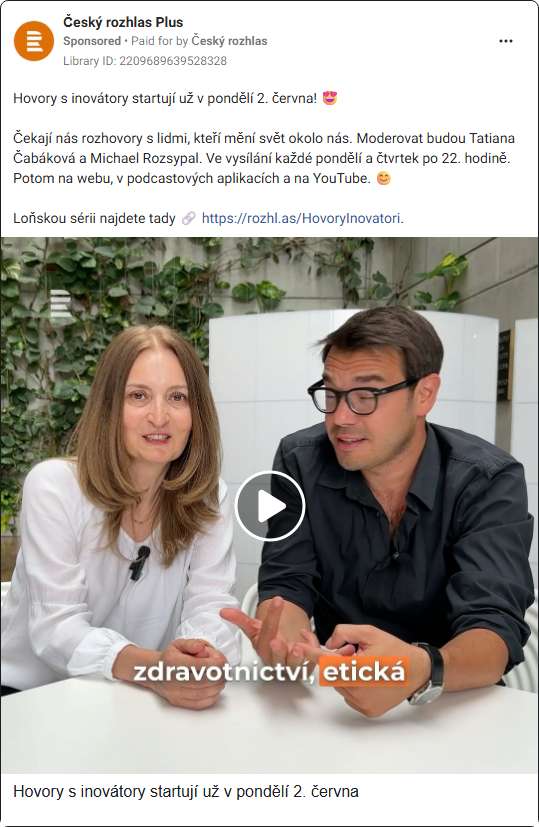 Český rozhlas Plus
Sponsored • Paid for by Český rozhlas
Library ID: 2209689639528328
Hovory s inovátory startují už v pondělí 2. června! 😍
Čekají nás rozhovory s lidmi, kteří mění svět okolo nás. Moderovat budou Tatiana
Čabáková a Michael Rozsypal. Ve vysílání každé pondělí a čtvrtek po 22. hodině.
Potom na webu, v podcastových aplikacích a na YouTube. 😊
Loňskou sérii najdete tady 🔗 https://rozhl.as/HovoryInovatori.
zdravotnictví, etická
Hovory s inovátory startují už v pondělí 2. června